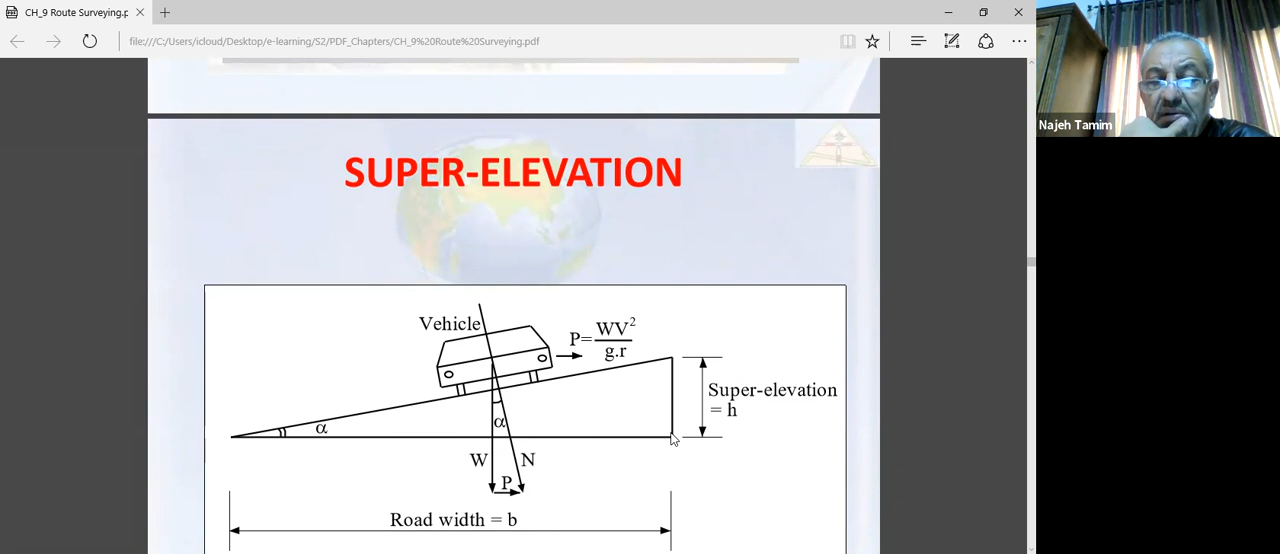 CH_9 Route Surveying.p
file:///C:/Users/icloud/Desktop/e-learning/S2/PDF_Chapters/CH_9%20Route%20Surveying.pdf
Najeh Tamim
SUPER-ELEVATION
Vehicle
P=WV²/g.r
Super-elevation
= h
α
α
W
N
P
Road width = b